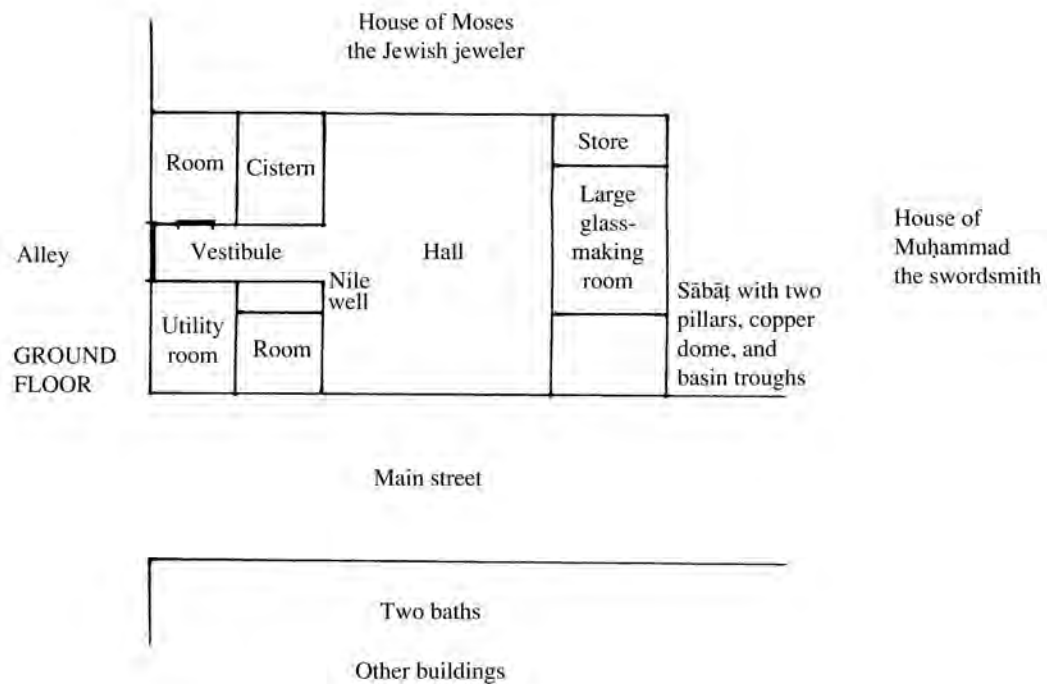 House of Moses
the Jewish jeweler
Store
Room
Cistern
Large
glass-
making
room
House of
Muḥammad
the swordsmith
Alley
Vestibule
Hall
Nile
well
Sābāṭ with two
pillars, copper
dome, and
basin troughs
Utility
room
Room
GROUND
FLOOR
Main street
Two baths
Other buildings